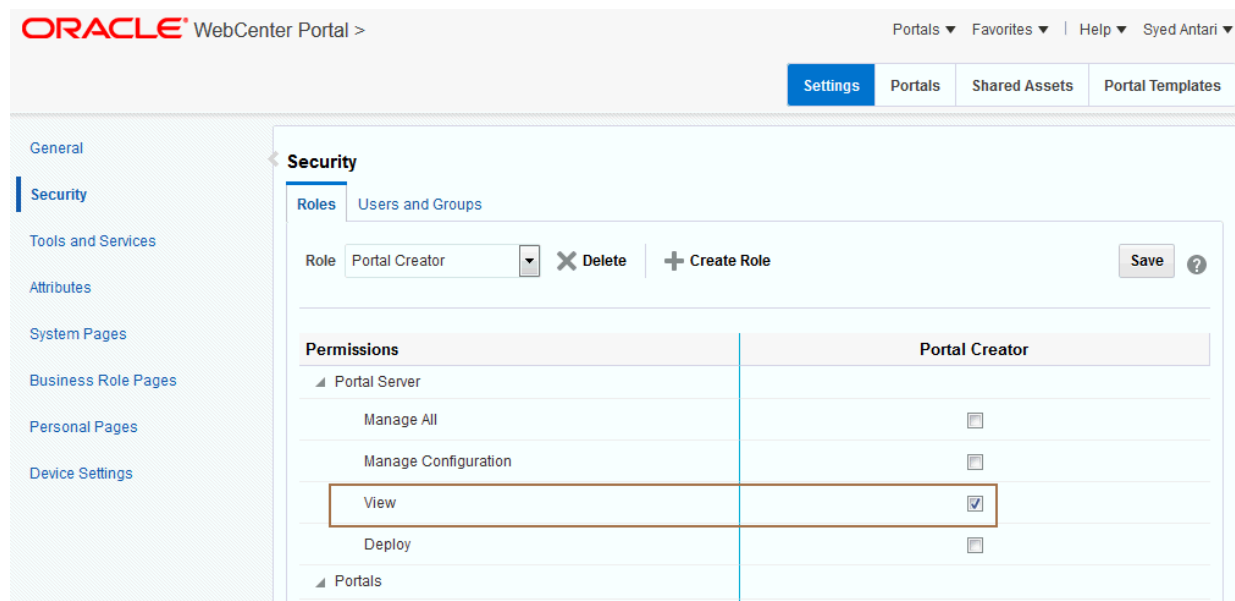 ORACLE® WebCenter Portal >
Portals Favorites | Help Syed Antari
Settings Portals Shared Assets Portal Templates
General
Security
Tools and Services
Attributes
System Pages
Business Role Pages
Personal Pages
Device Settings
Security
Roles Users and Groups
Role Portal Creator Delete Create Role Save ?
Permissions Portal Creator
Portal Server
Manage All
Manage Configuration
View
Deploy
Portals